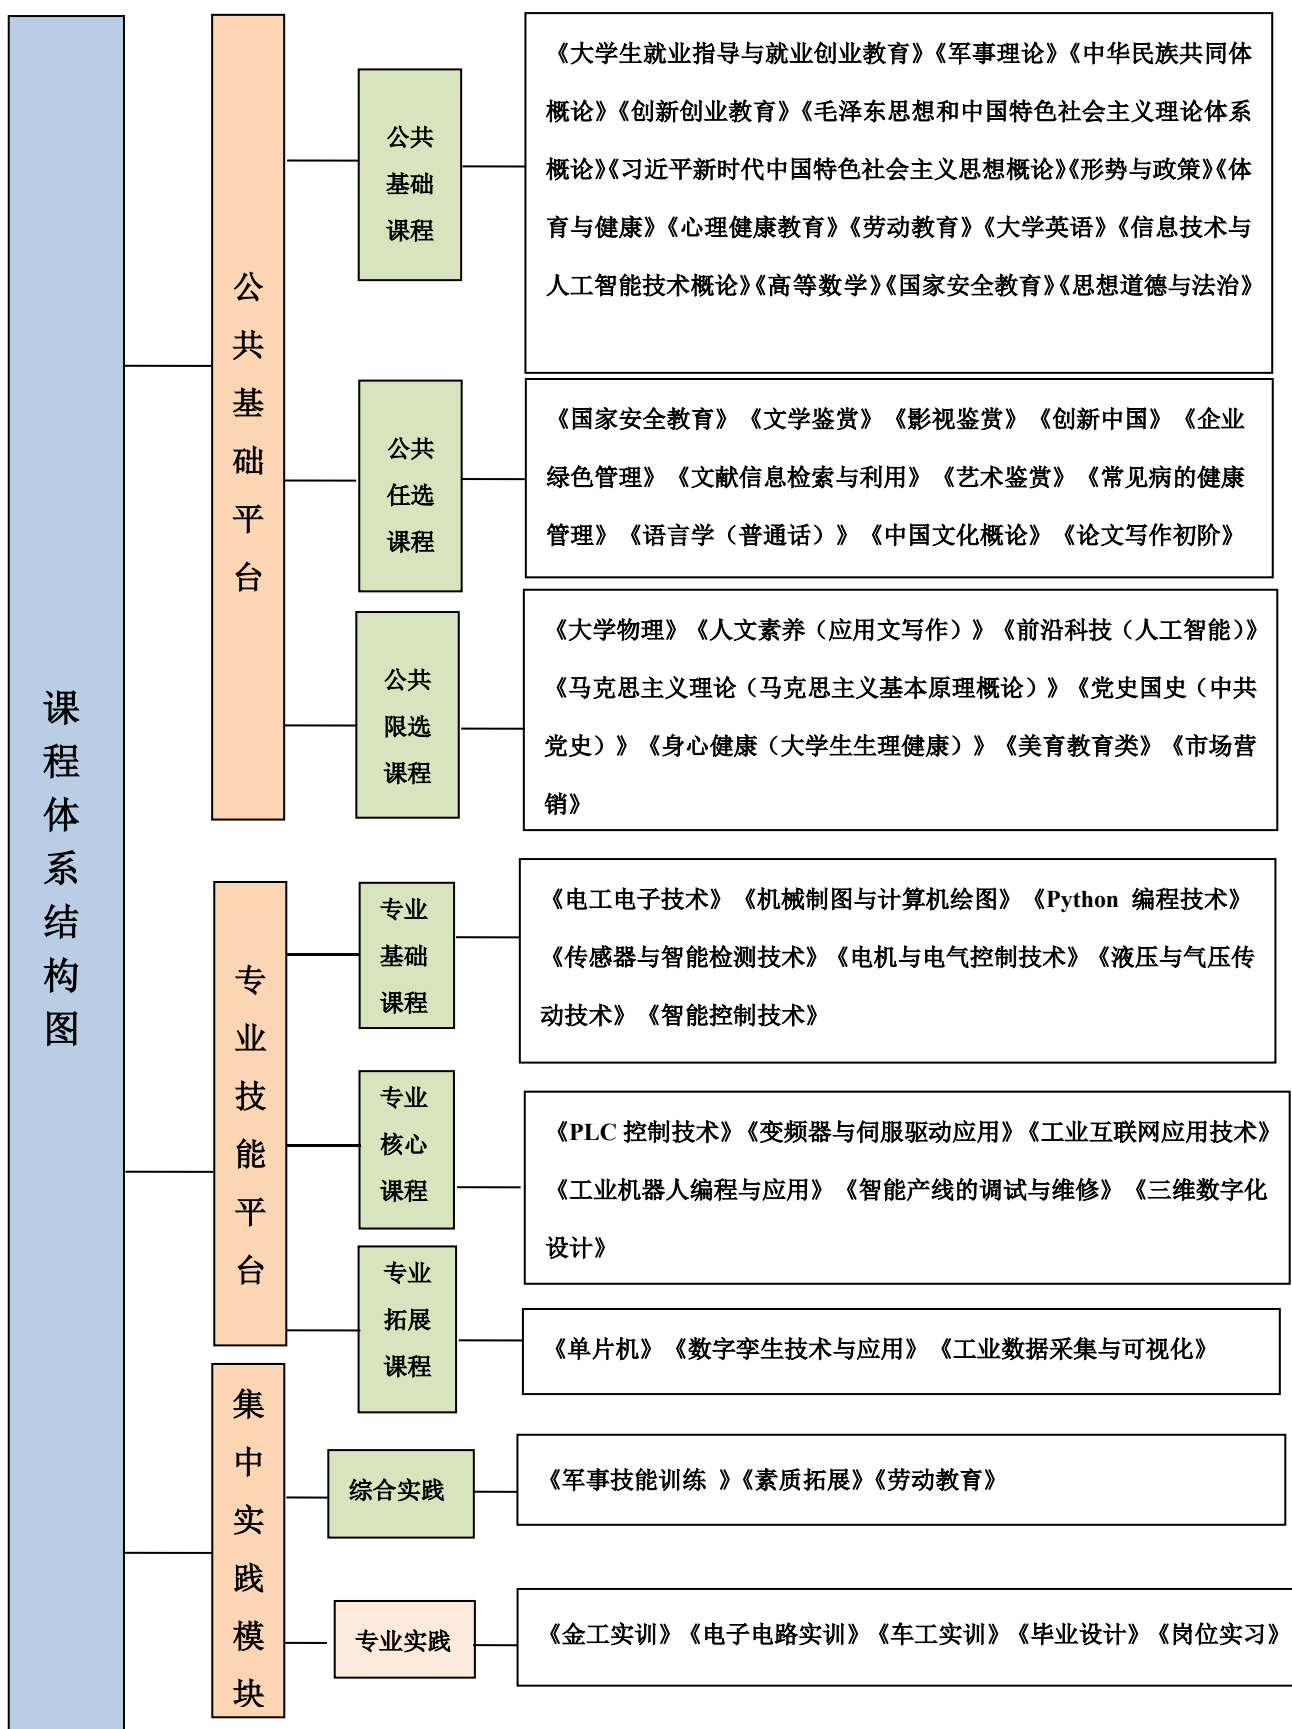 课程体系结构图
公共基础平台
公共
基础
课程
《大学生就业指导与就业创业教育》《军事理论》《中华民族共同体
概论》《创新创业教育》《毛泽东思想和中国特色社会主义理论体系
概论》《习近平新时代中国特色社会主义思想概论》《形势与政策》《体
育与健康》《心理健康教育》《劳动教育》《大学英语》《信息技术与
人工智能技术概论》《高等数学》《国家安全教育》《思想道德与法治》
公共
任选
课程
《国家安全教育》《文学鉴赏》《影视鉴赏》《创新中国》《企业
绿色管理》《文献信息检索与利用》《艺术鉴赏》《常见病的健康
管理》《语言学（普通话）》《中国文化概论》《论文写作初阶》
公共
限选
课程
《大学物理》《人文素养（应用文写作）》《前沿科技（人工智能）》
《马克思主义理论（马克思主义基本原理概论）》《党史国史（中共
党史）》《身心健康（大学生生理健康）》《美育教育类》《市场营
销》
专业技能平台
专业
基础
课程
《电工电子技术》《机械制图与计算机绘图》《Python 编程技术》
《传感器与智能检测技术》《电机与电气控制技术》《液压与气压传
动技术》《智能控制技术》
专业
核心
课程
《PLC 控制技术》《变频器与伺服驱动应用》《工业互联网应用技术》
《工业机器人编程与应用》《智能产线的调试与维修》《三维数字化
设计》
专业
拓展
课程
《单片机》《数字孪生技术与应用》《工业数据采集与可视化》
集中实践模块
综合实践
《军事技能训练 》《素质拓展》《劳动教育》
专业实践
《金工实训》《电子电路实训》《车工实训》《毕业设计》《岗位实习》